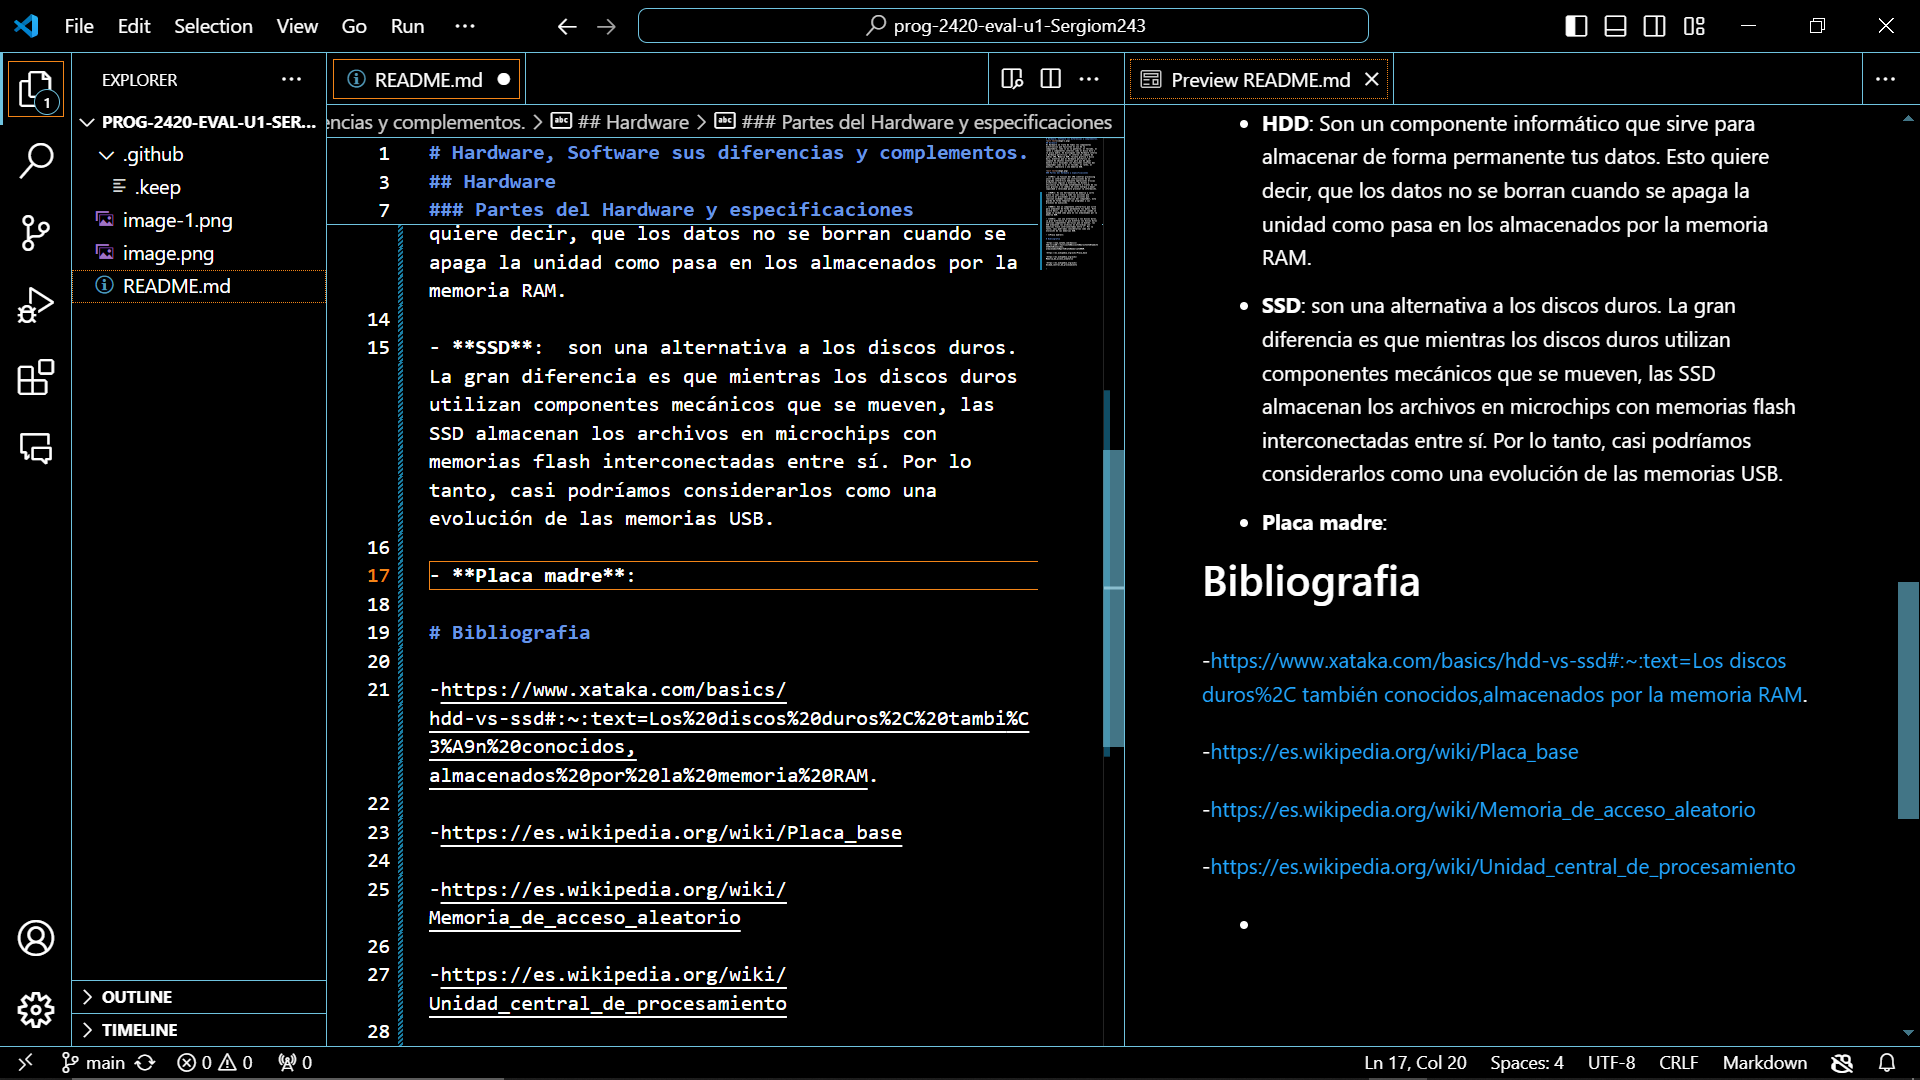 File Edit Selection View Go Run ···
prog-2420-eval-u1-Sergiom243
EXPLORER
PROG-2420-EVAL-U1-SER...
.github
.keep
image-1.png
image.png
README.md
OUTLINE
TIMELINE
README.md
encias y complementos. > ## Hardware > ### Partes del Hardware y especificaciones
1 # Hardware, Software sus diferencias y complementos.
3 ## Hardware
7 ### Partes del Hardware y especificaciones
quiere decir, que los datos no se borran cuando se
apaga la unidad como pasa en los almacenados por la
memoria RAM.
14
15 - **SSD**:  son una alternativa a los discos duros.
La gran diferencia es que mientras los discos duros
utilizan componentes mecánicos que se mueven, las
SSD almacenan los archivos en microchips con
memorias flash interconectadas entre sí. Por lo
tanto, casi podríamos considerarlos como una
evolución de las memorias USB.
16
17 - **Placa madre**:
18
19 # Bibliografia
20
21 -https://www.xataka.com/basics/
hdd-vs-ssd#:~:text=Los%20discos%20duros%2C%20tambi%C
3%A9n%20conocidos,
almacenados%20por%20la%20memoria%20RAM.
22
23 -https://es.wikipedia.org/wiki/Placa_base
24
25 -https://es.wikipedia.org/wiki/
Memoria_de_acceso_aleatorio
26
27 -https://es.wikipedia.org/wiki/
Unidad_central_de_procesamiento
28
Preview README.md
• HDD: Son un componente informático que sirve para
almacenar de forma permanente tus datos. Esto quiere
decir, que los datos no se borran cuando se apaga la
unidad como pasa en los almacenados por la memoria
RAM.
• SSD: son una alternativa a los discos duros. La gran
diferencia es que mientras los discos duros utilizan
componentes mecánicos que se mueven, las SSD
almacenan los archivos en microchips con memorias flash
interconectadas entre sí. Por lo tanto, casi podríamos
considerarlos como una evolución de las memorias USB.
• Placa madre:
Bibliografia
-https://www.xataka.com/basics/hdd-vs-ssd#:~:text=Los discos
duros%2C también conocidos,almacenados por la memoria RAM.
-https://es.wikipedia.org/wiki/Placa_base
-https://es.wikipedia.org/wiki/Memoria_de_acceso_aleatorio
-https://es.wikipedia.org/wiki/Unidad_central_de_procesamiento
•
1
main 0 0 0
Ln 17, Col 20 Spaces: 4 UTF-8 CRLF Markdown